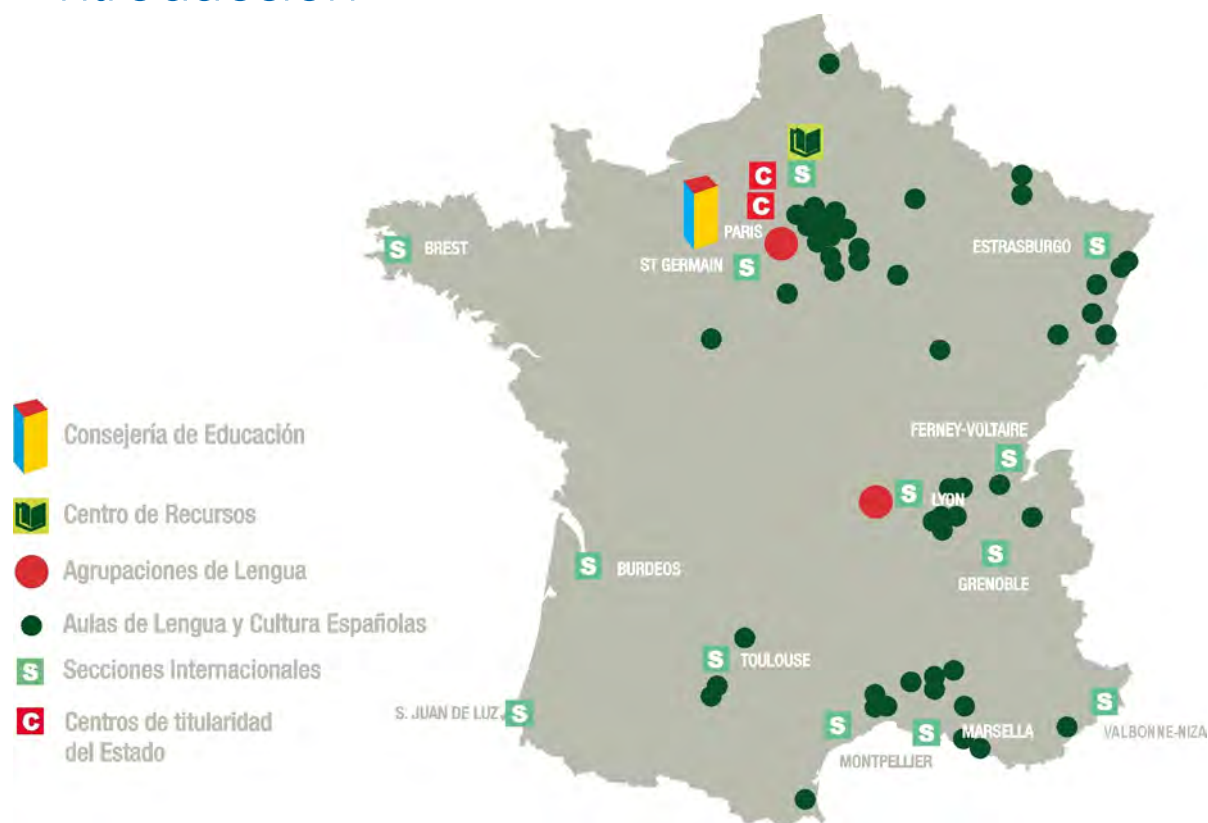 C
S
C
PARIS
S
BREST
ST GERMAIN
S
ESTRASBURGO
S
FERNEY-VOLTAIRE
S
S
LYON
S
GRENOBLE
S
BURDEOS
S
TOULOUSE
S. JUAN DE LUZ
S
S
MONTPELLIER
S
MARSELLA
S
VALBONNE-NIZA
Consejería de Educación
Centro de Recursos
Agrupaciones de Lengua
Aulas de Lengua y Cultura Españolas
S
Secciones Internacionales
C
Centros de titularidad
del Estado